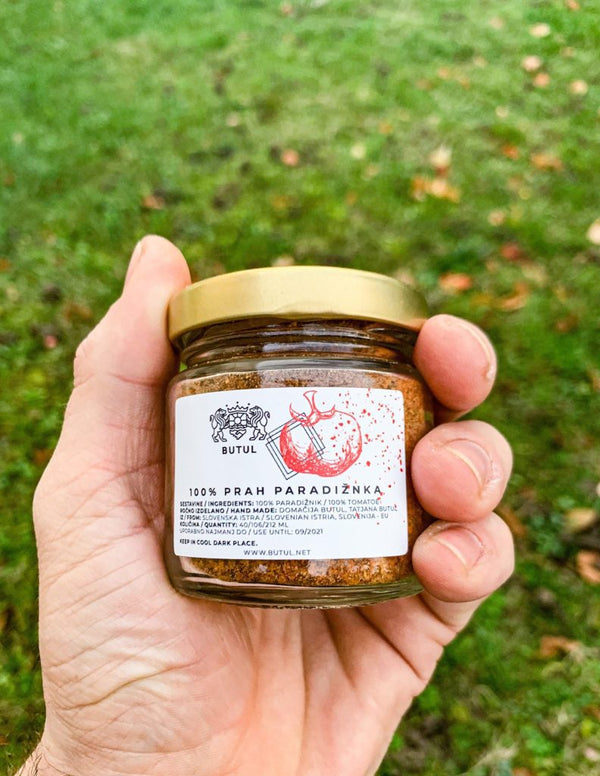 BUTUL
100% PRAH PARADIŽNKA
SESTAVINE / INGREDIENTS: 100% PARADIŽNIK / 100% TOMATO
ROČNO IZDELANO / HAND MADE: DOMAČIJA BUTUL, TATJANA BUTUL
IZ / FROM: SLOVENSKA ISTRA / SLOVENIAN ISTRIA, SLOVENIJA - EU
KOLIČINA / QUANTITY: 40/106/212 ML
UPORABNO NAJMANJ DO / USE UNTIL: 09/2021
KEEP IN COOL DARK PLACE.
WWW.BUTUL.NET